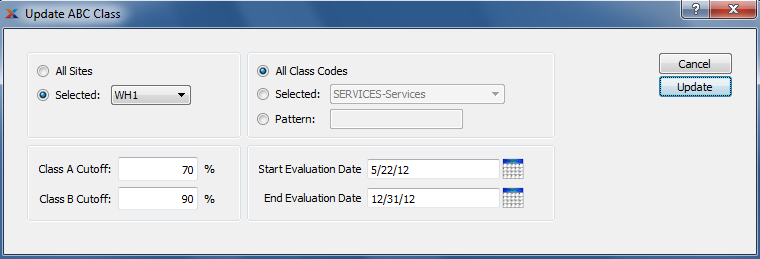 Update ABC Class
All Sites
Selected: WH1
All Class Codes
Selected: SERVICES-Services
Pattern:
Cancel
Update
Class A Cutoff: 70 %
Class B Cutoff: 90 %
Start Evaluation Date 5/22/12
End Evaluation Date 12/31/12